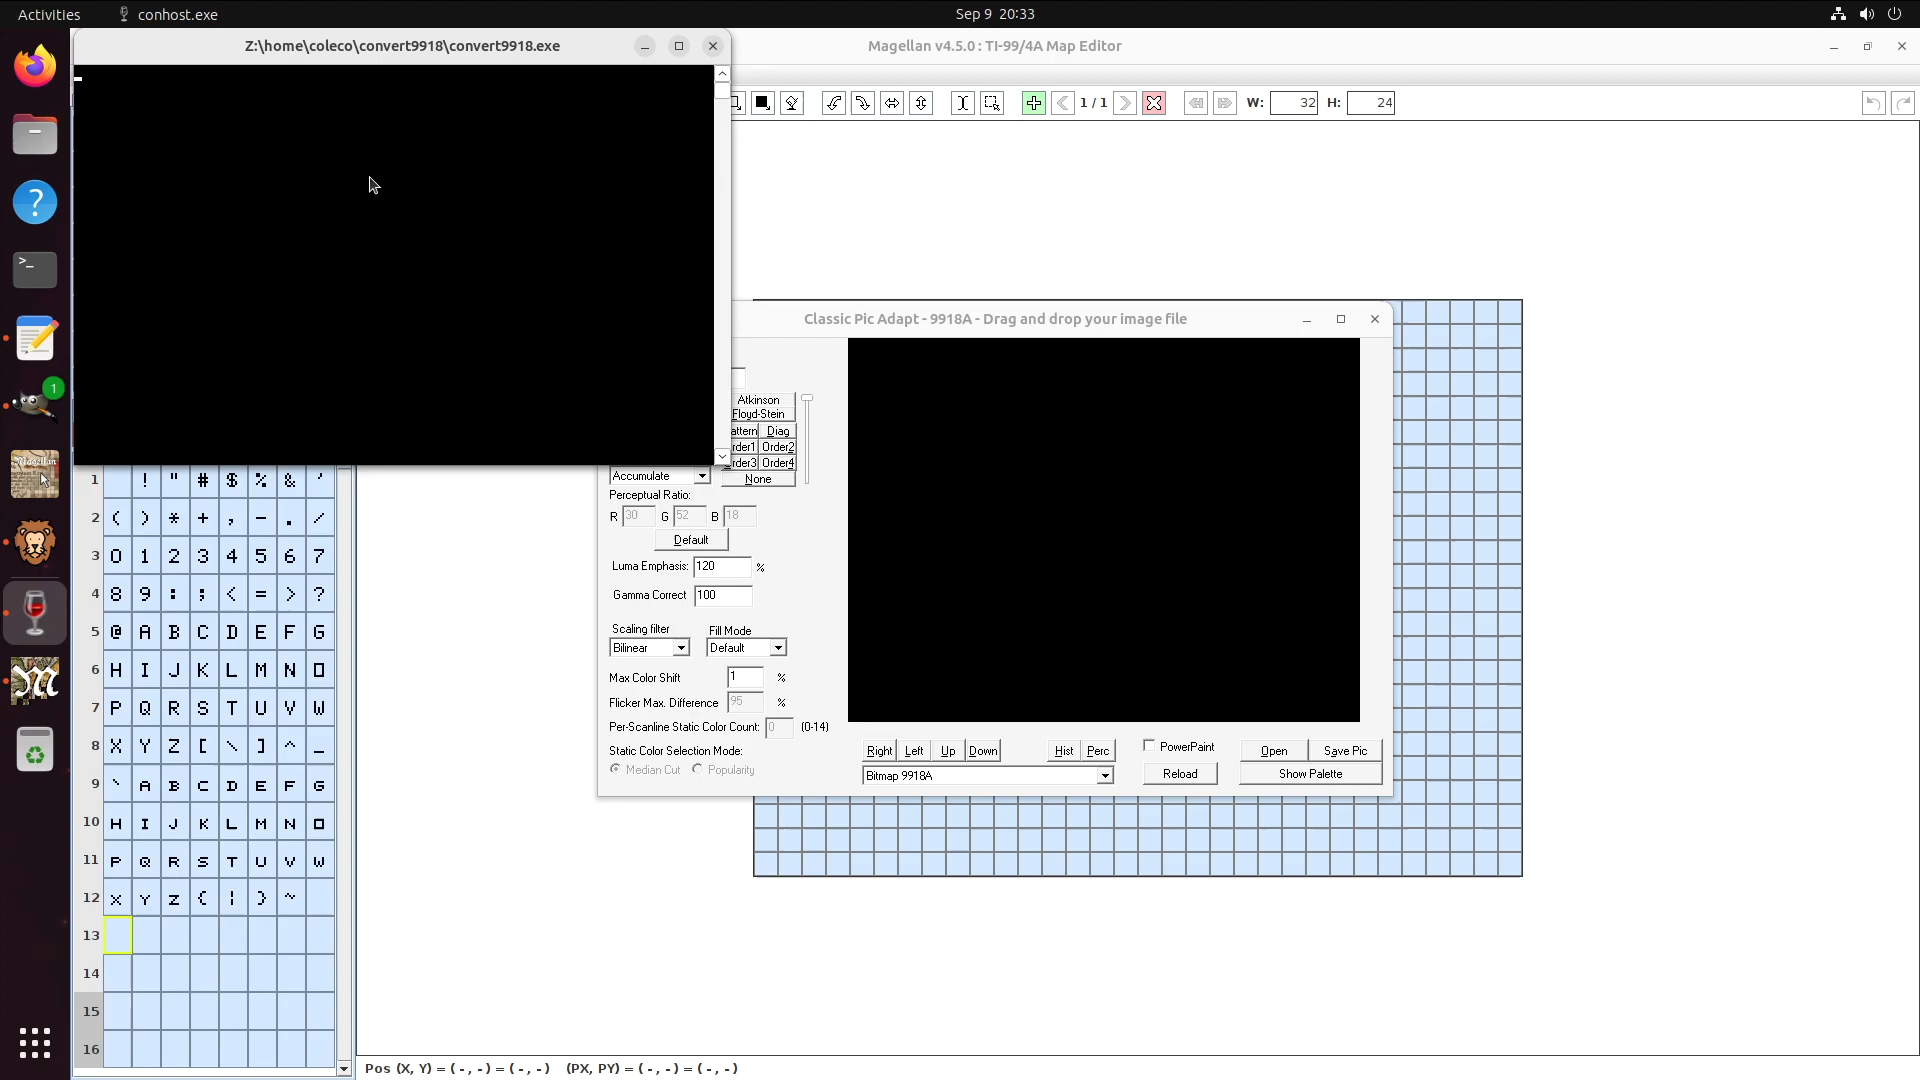 Activities
conhost.exe
Sep 9 20:33
Z:\home\coleco\convert9918\convert9918.exe
Magellan v4.5.0 : TI-99/4A Map Editor
1 / 1
W: 32 H: 24
1
Classic Pic Adapt - 9918A - Drag and drop your image file
Atkinson
Floyd-Stein
Diag
Order2
Order4
Accumulate
None
Perceptual Ratio:
R 30 G 52 B 18
Default
Luma Emphasis: 120 %
Gamma Correct 100
Scaling filter Fill Mode
Bilinear Default
Max Color Shift 1 %
Flicker Max. Difference 95 %
Per-Scanline Static Color Count: 0 (0-14)
Static Color Selection Mode:
Median Cut Popularity
Right Left Up Down Hist Perc
PowerPaint
Open Save Pic
Bitmap 9918A
Reload
Show Palette
1 ! " # $ % & '
2 ( ) * + , - . /
3 0 1 2 3 4 5 6 7
4 8 9 : ; < = > ?
5 @ A B C D E F G
6 H I J K L M N O
7 P Q R S T U V W
8 X Y Z [ \ ] ^ _
9 ` A B C D E F G
10 H I J K L M N O
11 P Q R S T U V W
12 X Y Z { ¦ } ~
13
14
15
16
Pos (X, Y) = ( - , - ) = ( - , - ) (PX, PY) = ( - , - ) = ( - , - )